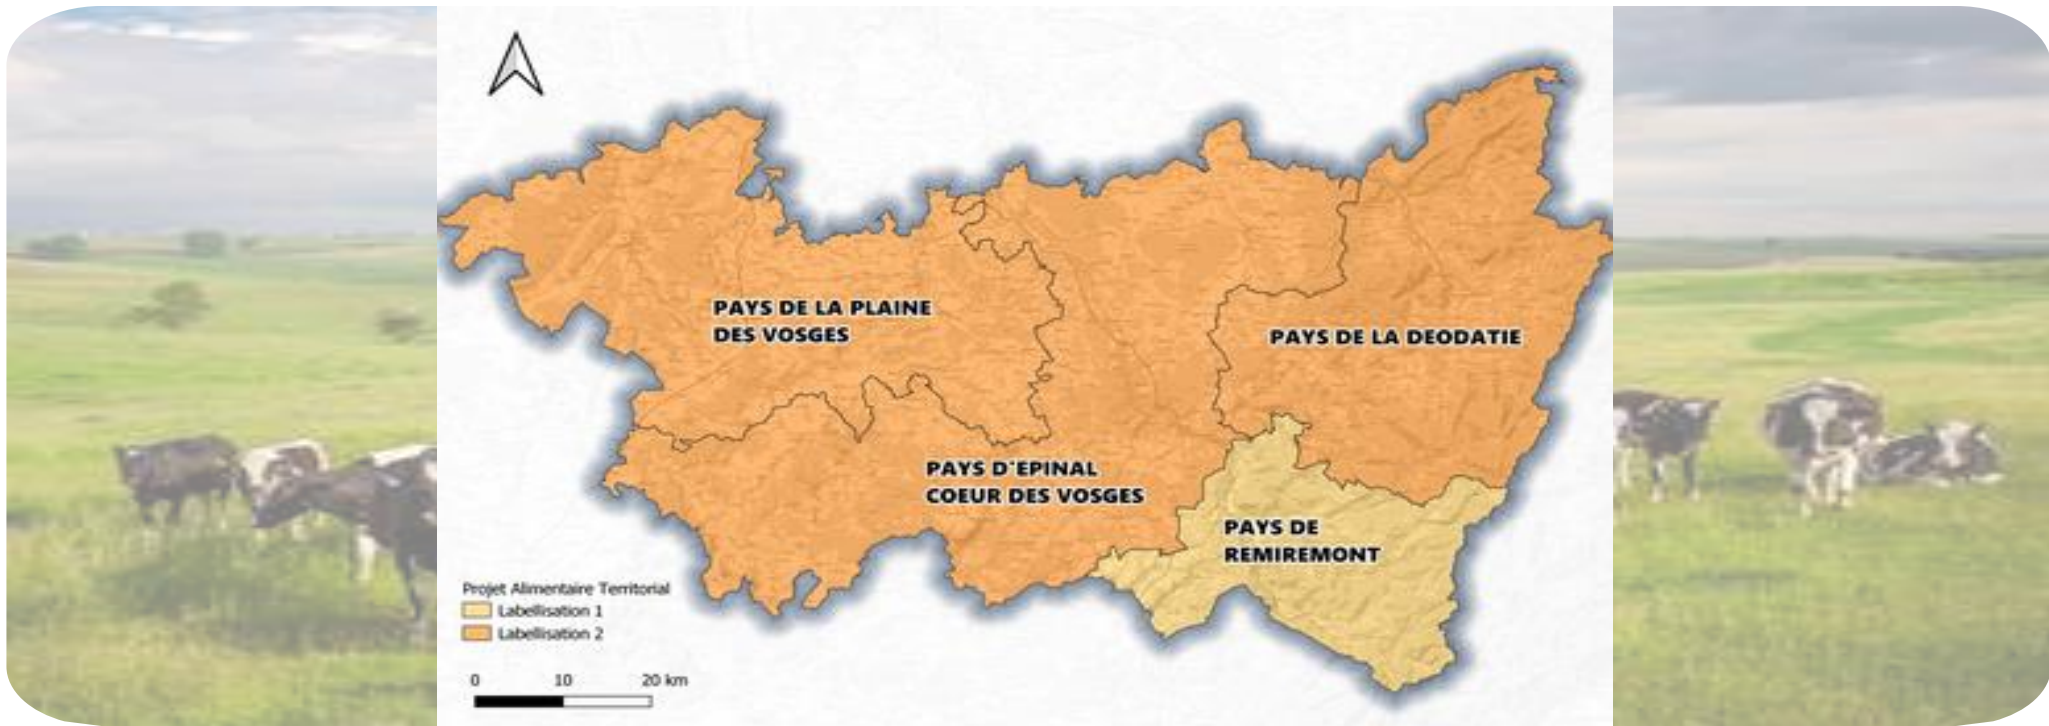 PAYS DE LA PLAINE
DES VOSGES
PAYS DE LA DEODATIE
PAYS D'EPINAL
COEUR DES VOSGES
PAYS DE
REMIREMONT
Projet Alimentaire Territorial
Labellisation 1
Labellisation 2
0 10 20 km